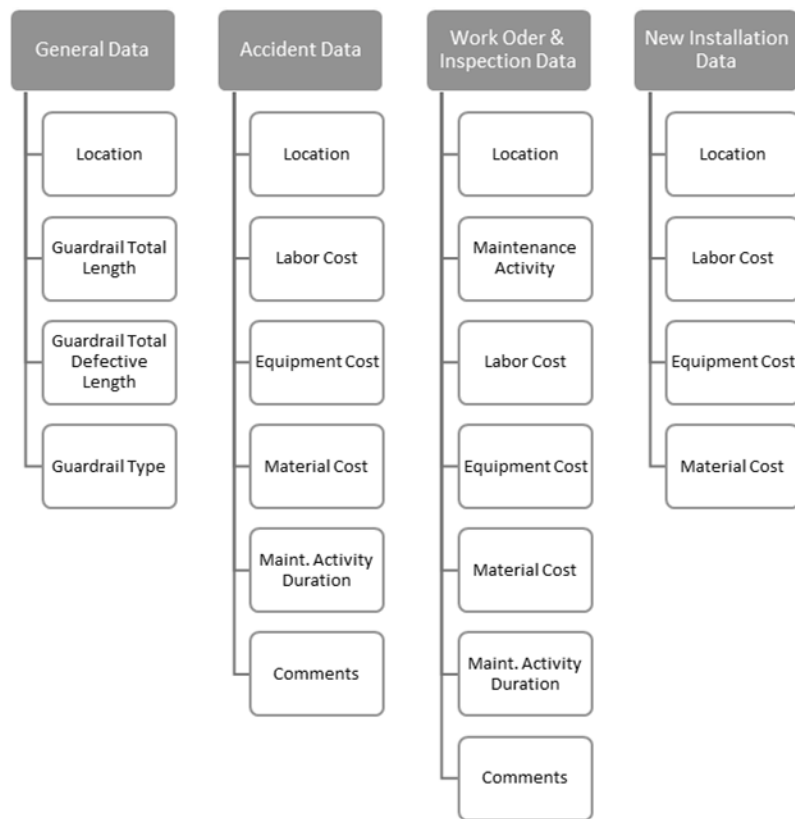 General Data
Location
Guardrail Total
Length
Guardrail Total
Defective
Length
Guardrail Type
Accident Data
Location
Labor Cost
Equipment Cost
Material Cost
Maint. Activity
Duration
Comments
Work Oder &
Inspection Data
Location
Maintenance
Activity
Labor Cost
Equipment Cost
Material Cost
Maint. Activity
Duration
Comments
New Installation
Data
Location
Labor Cost
Equipment Cost
Material Cost